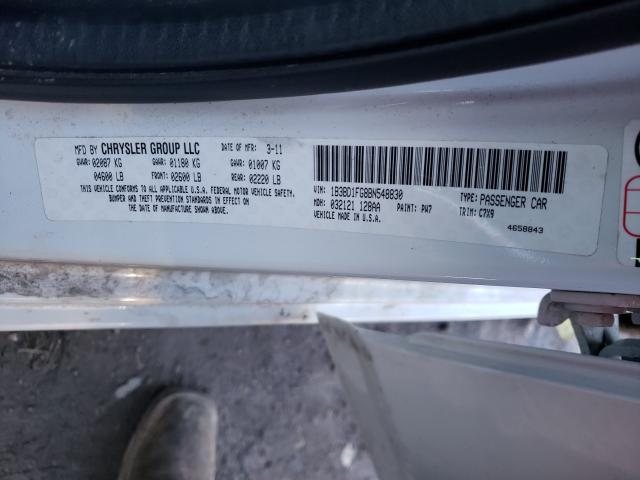 MFD BY CHRYSLER GROUP LLC DATE OF MFR: 3-11
GVWR: 02087 KG GAWR 01180 KG GAWR 01007 KG
04600 LB FRONT: 02600 LB REAR: 02220 LB
THIS VEHICLE CONFORMS TO ALL APPLICABLE U.S.A. FEDERAL MOTOR VEHICLE SAFETY,
BUMPER AND THEFT PREVENTION STANDARDS IN EFFECT ON
THE DATE OF MANUFACTURE SHOWN ABOVE.
VIN: 1B3BD1FG8BN548830 TYPE: PASSENGER CAR
MDH: 032121 128AA PAINT: PW7 TRIM: C7X9
VEHICLE MADE IN U.S.A.
4658843